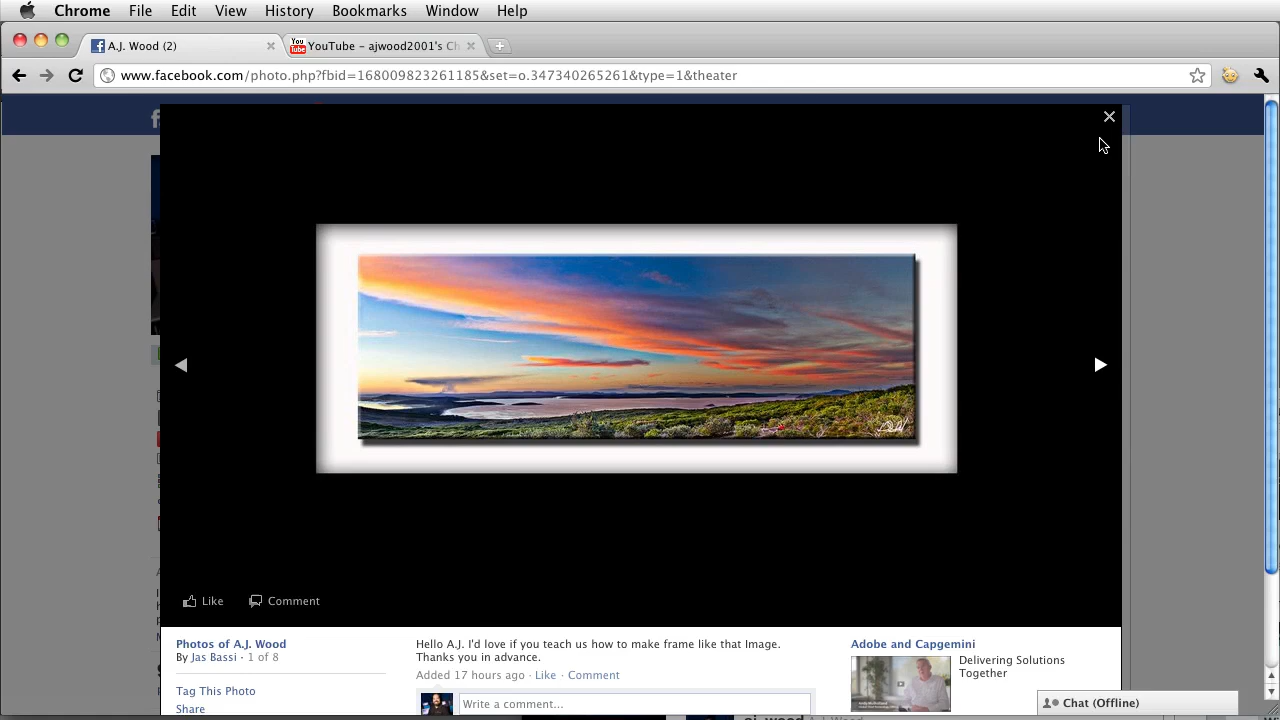 Chrome File Edit View History Bookmarks Window Help
A.J. Wood (2)
You Tube
YouTube – ajwood2001's Ch
www.facebook.com/photo.php?fbid=168009823261185&set=o.347340265261&type=1&theater
Like Comment
Photos of A.J. Wood
By Jas Bassi · 1 of 8
Tag This Photo
Share
Hello A.J. I'd love if you teach us how to make frame like that Image.
Thanks you in advance.
Added 17 hours ago · Like · Comment
Write a comment...
Adobe and Capgemini
Delivering Solutions
Together
Chat (Offline)